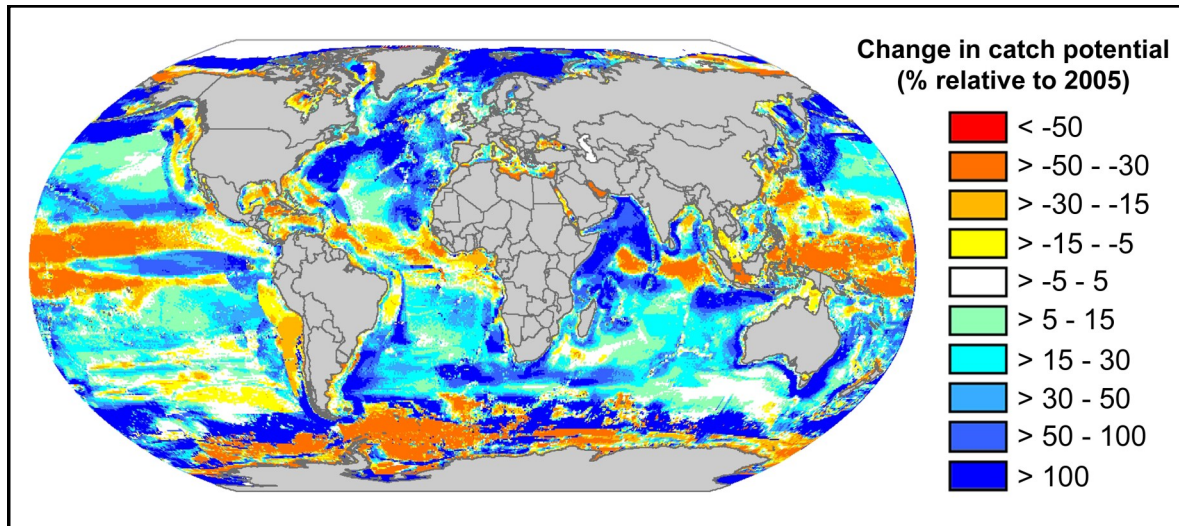 Change in catch potential
(% relative to 2005)
< -50
> -50 - -30
> -30 - -15
> -15 - -5
> -5 - 5
> 5 - 15
> 15 - 30
> 30 - 50
> 50 - 100
> 100